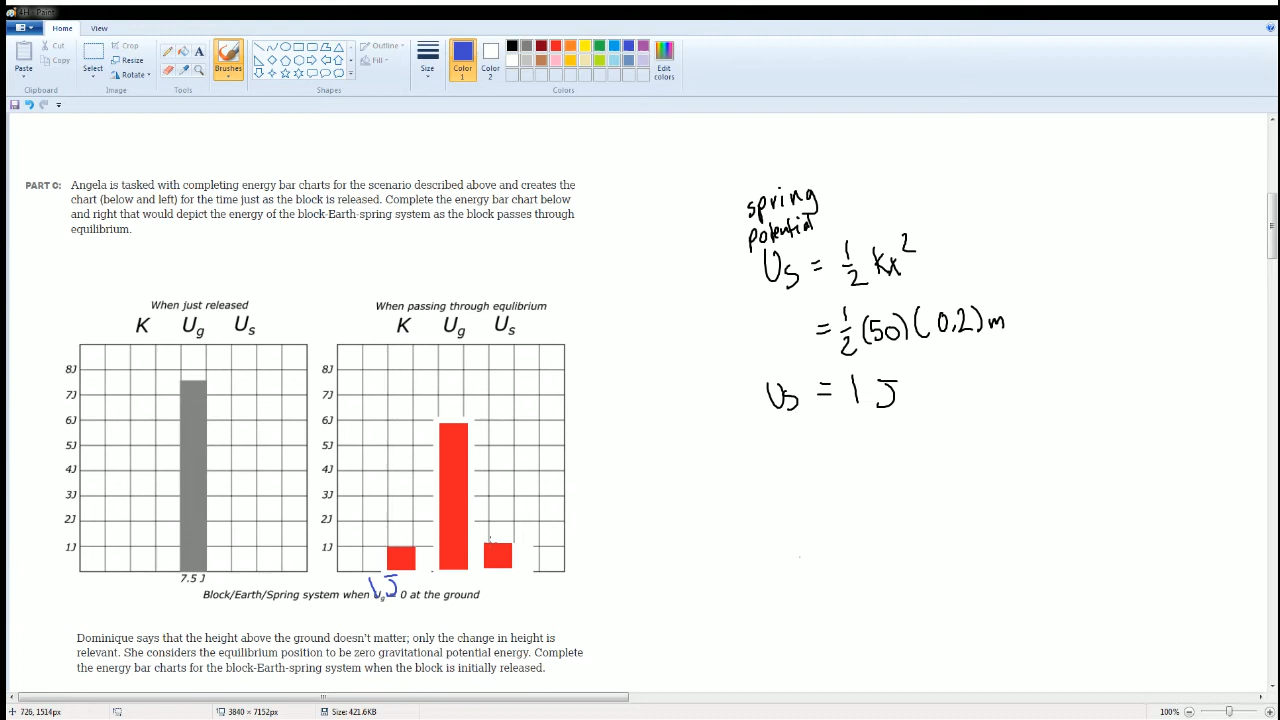 4H - Paint
Home
View
Paste
Cut
Copy
Clipboard
Select
Crop
Resize
Rotate
Image
A
Tools
Brushes
Outline
Fill
Shapes
Size
Color 1
Color 2
Edit colors
Colors
PART C: Angela is tasked with completing energy bar charts for the scenario described above and creates the
chart (below and left) for the time just as the block is released. Complete the energy bar chart below
and right that would depict the energy of the block-Earth-spring system as the block passes through
equilibrium.
When just released
K Ug Us
8J
7J
6J
5J
4J
3J
2J
1J
7.5 J
When passing through equlibrium
K Ug Us
8J
7J
6J
5J
4J
3J
2J
1J
1J
Block/Earth/Spring system when Ug = 0 at the ground
Dominique says that the height above the ground doesn't matter; only the change in height is
relevant. She considers the equilibrium position to be zero gravitational potential energy. Complete
the energy bar charts for the block-Earth-spring system when the block is initially released.
spring
potential
Us = 1/2 kx²
= 1/2 (50) (0.2) m
Us = 1 J
726, 1514px
3840 × 7152px
Size: 421.6KB
100%